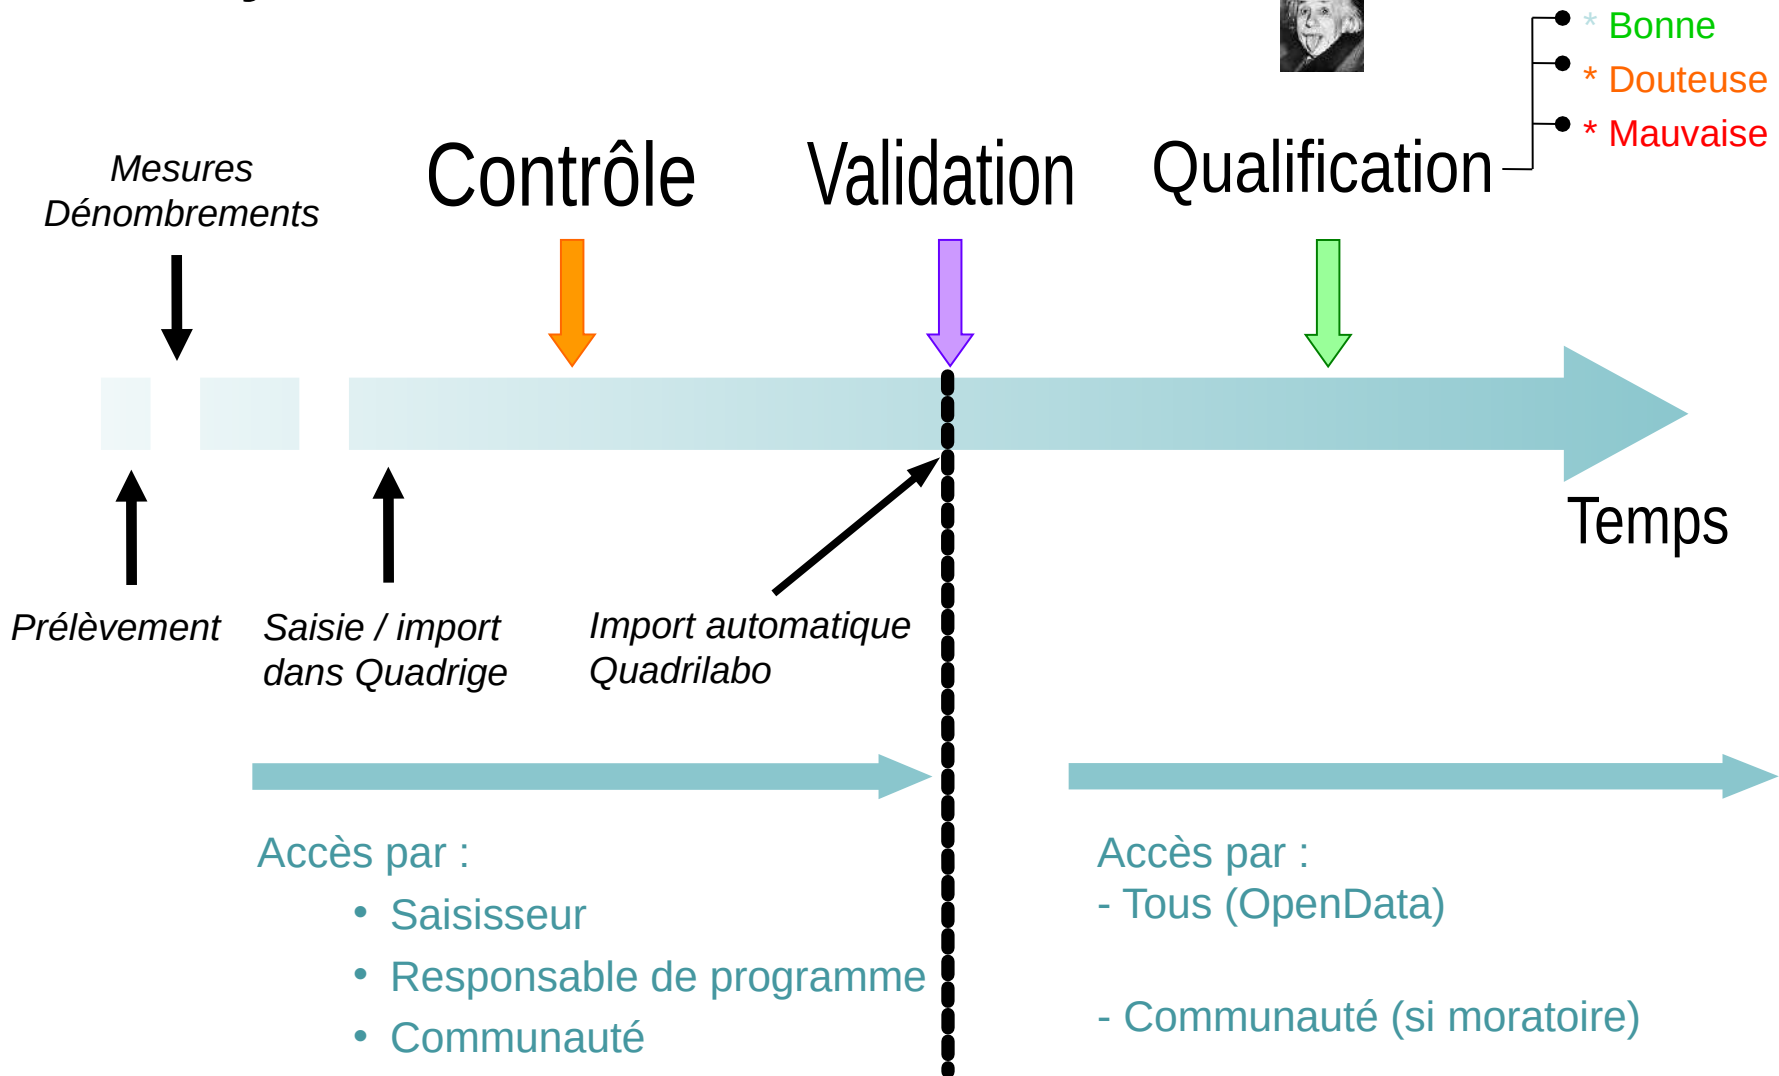 * Bonne
* Douteuse
* Mauvaise
Mesures
Dénombrements
Contrôle
Validation
Qualification
Temps
Prélèvement
Saisie / import
dans Quadrige
Import automatique
Quadrilabo
Accès par :
• Saisisseur
• Responsable de programme
• Communauté
Accès par :
- Tous (OpenData)
- Communauté (si moratoire)